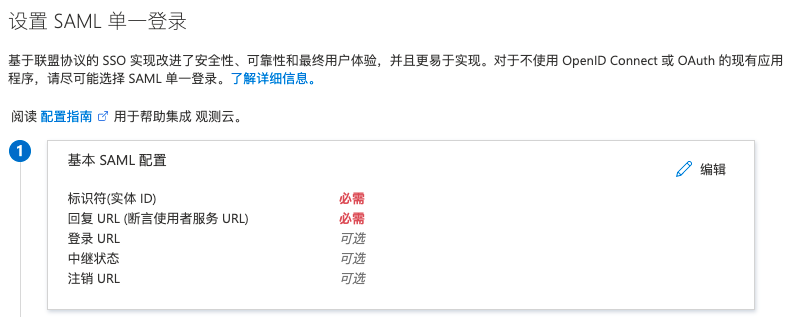 设置 SAML 单一登录
基于联盟协议的 SSO 实现改进了安全性、可靠性和最终用户体验，并且更易于实现。对于不使用 OpenID Connect 或 OAuth 的现有应用
程序，请尽可能选择 SAML 单一登录。了解详细信息。
阅读 配置指南 用于帮助集成 观测云。
1
基本 SAML 配置
编辑
标识符(实体 ID) 必需
回复 URL (断言使用者服务 URL) 必需
登录 URL 可选
中继状态 可选
注销 URL 可选